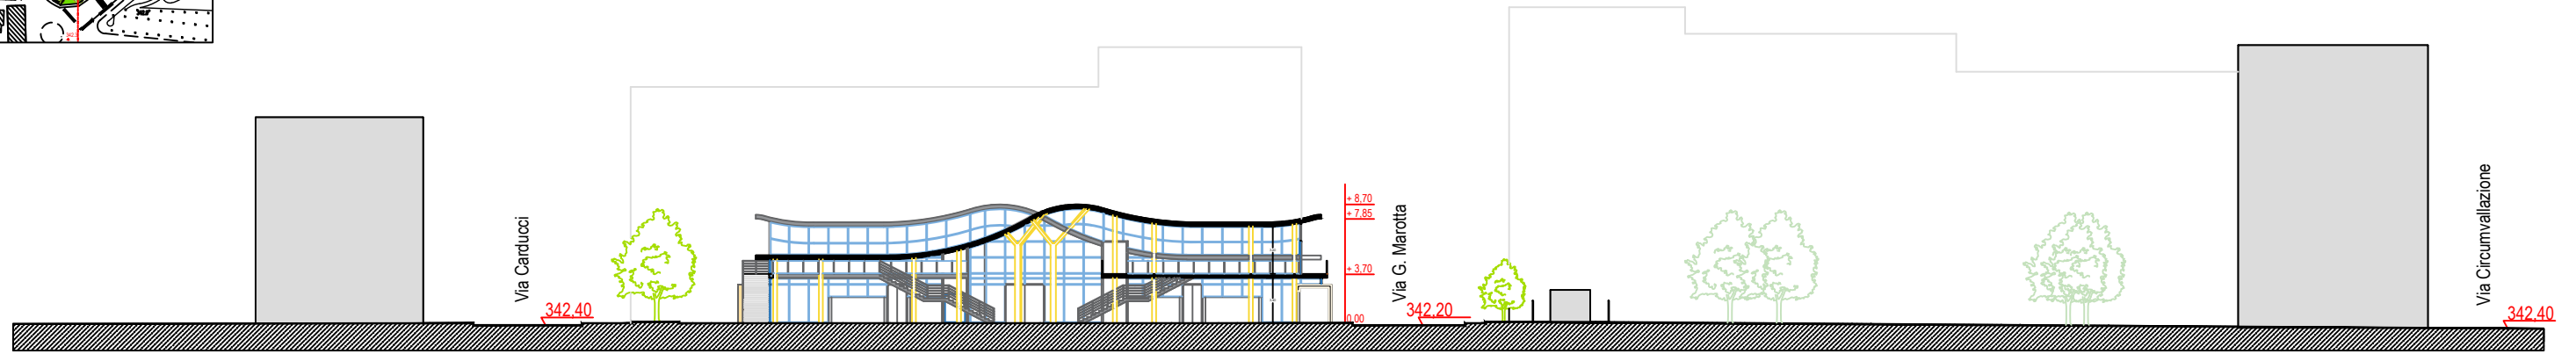 Via Carducci
342,40
+ 8,70
+ 7,85
+ 3,70
0,00
Via G. Marotta
342,20
Via Circumvallazione
342,40